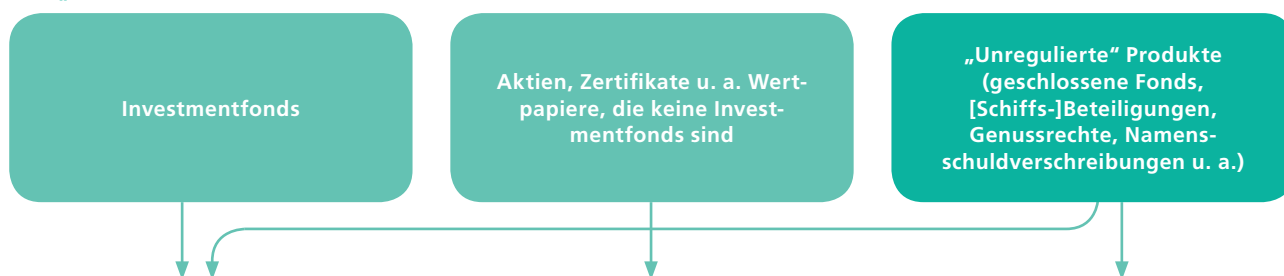 Investmentfonds
Aktien, Zertifikate u. a. Wert-
papiere, die keine Invest-
mentfonds sind
„Unregulierte“ Produkte
(geschlossene Fonds,
[Schiffs-]Beteiligungen,
Genussrechte, Namens-
schuldverschreibungen u. a.)